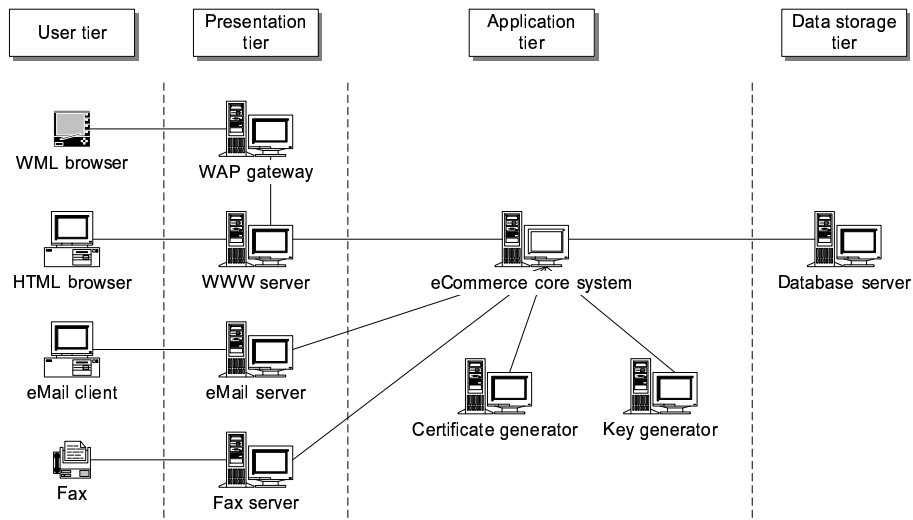 User tier
Presentation
tier
Application
tier
Data storage
tier
WML browser
WAP gateway
HTML browser
WWW server
eCommerce core system
Database server
eMail client
eMail server
Certificate generator
Key generator
Fax
Fax server